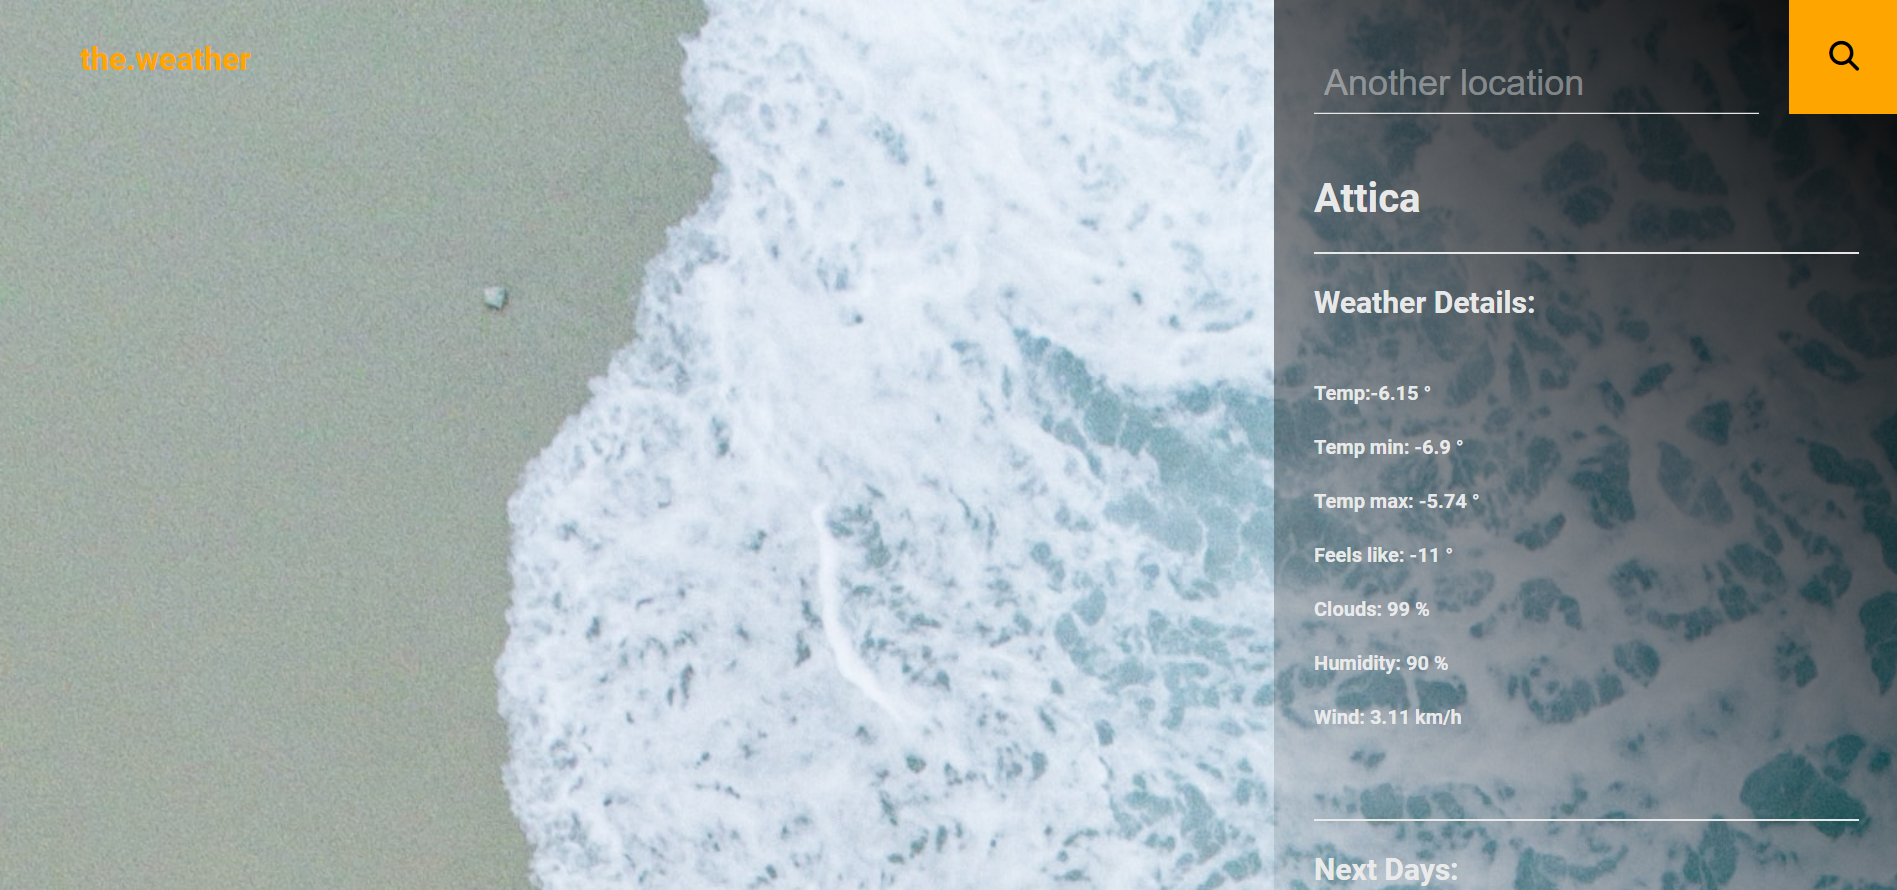 the.weather
Another location
Attica
Weather Details:
Temp:-6.15 °
Temp min: -6.9 °
Temp max: -5.74 °
Feels like: -11 °
Clouds: 99 %
Humidity: 90 %
Wind: 3.11 km/h
Next Days: